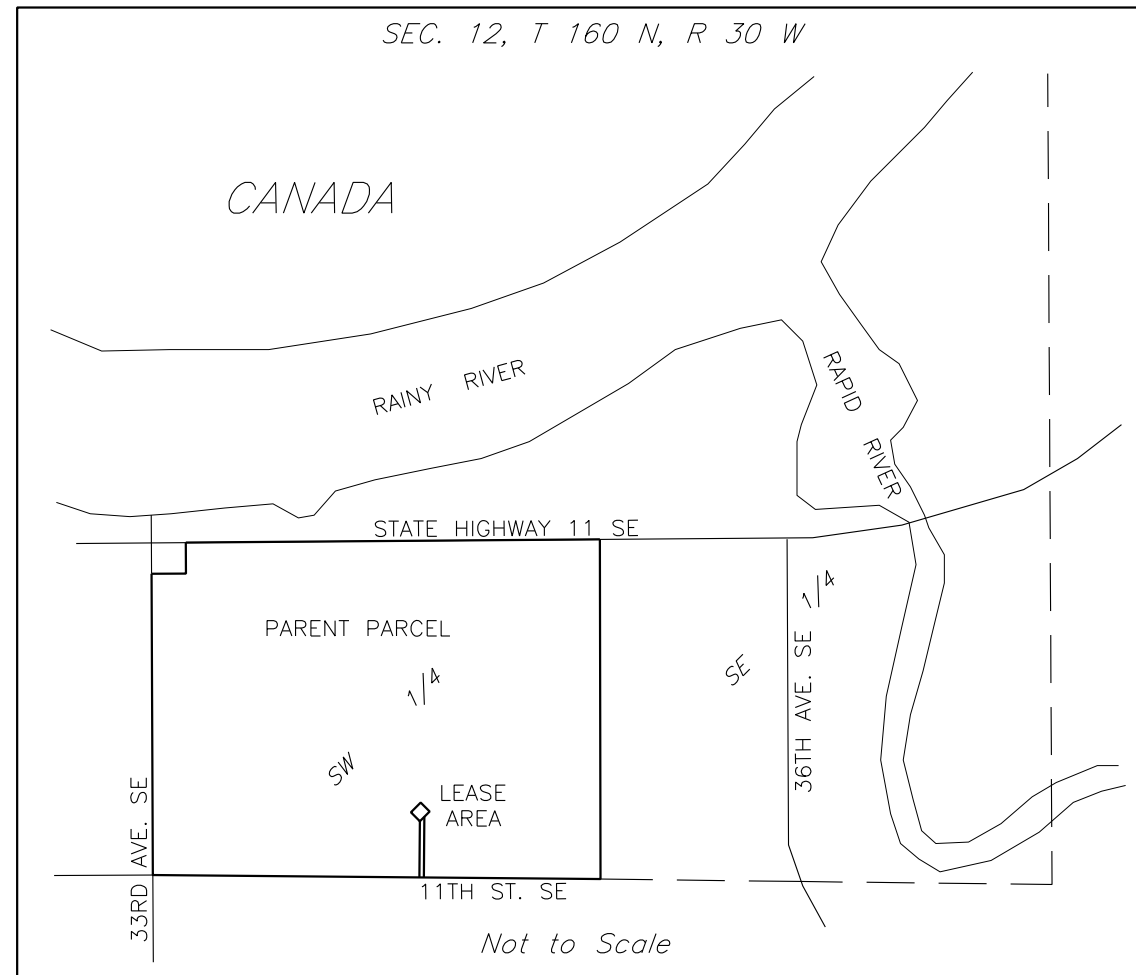 SEC. 12, T 160 N, R 30 W
CANADA
RAINY RIVER
RAPID RIVER
STATE HIGHWAY 11 SE
PARENT PARCEL
SW 1/4
SE 1/4
36TH AVE. SE
33RD AVE. SE
LEASE
AREA
11TH ST. SE
Not to Scale